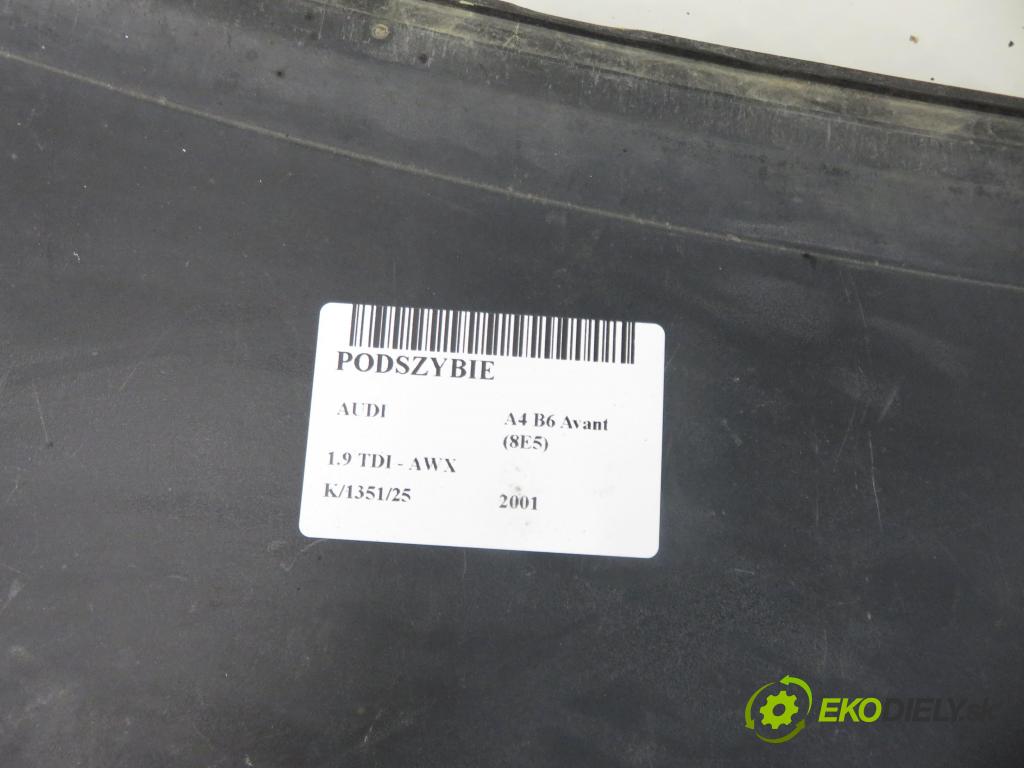 PODSZYBIE
AUDI
A4 B6 Avant
(8E5)
1.9 TDI - AWX
K/1351/25
2001
EKODIELY.sk